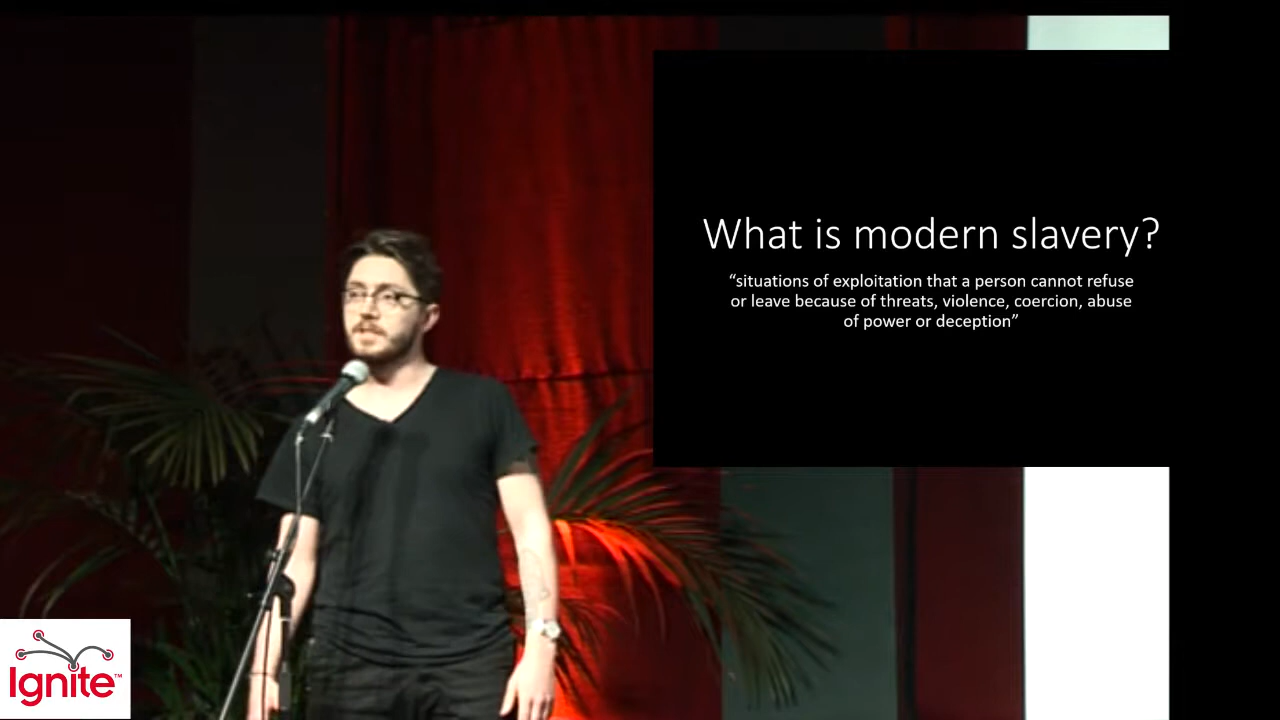 What is modern slavery?
“situations of exploitation that a person cannot refuse
or leave because of threats, violence, coercion, abuse
of power or deception”
Ignite™